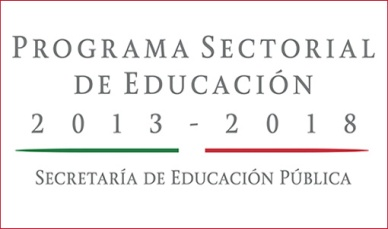 PROGRAMA SECTORIAL
DE EDUCACIÓN
2013-2018
SECRETARÍA DE EDUCACIÓN PÚBLICA